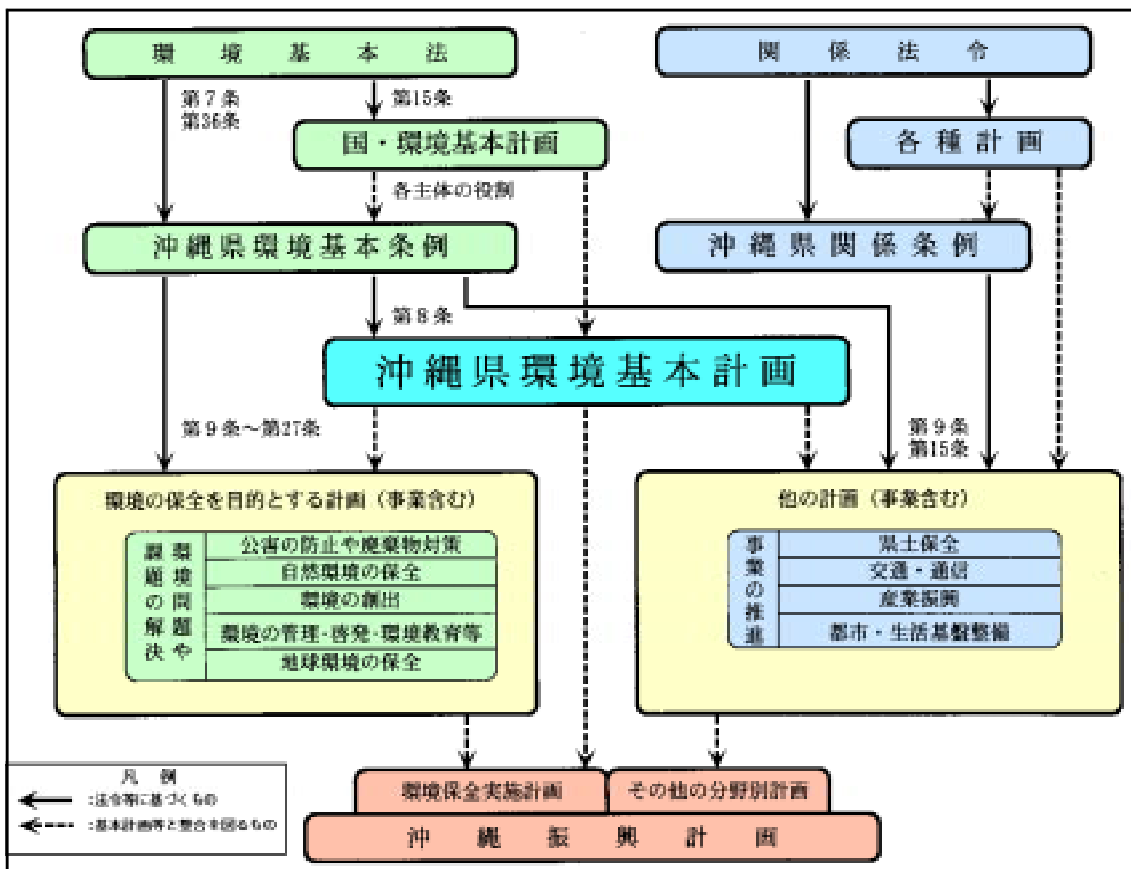 環境基本法
関係法令
第7条
第36条
第15条
国・環境基本計画
各種計画
各主体の役割
沖縄県環境基本条例
沖縄県関係条例
第8条
沖縄県環境基本計画
第9条～第27条
第9条
第15条
環境の保全を目的とする計画（事業含む）
環境問題や
課題の解決
公害の防止や廃棄物対策
自然環境の保全
環境の創出
環境の管理・啓発・環境教育等
地球環境の保全
他の計画（事業含む）
事業の推進
県土保全
交通・通信
産業振興
都市・生活基盤整備
凡例
:法令等に基づくもの
:基本計画等と整合を図るもの
環境保全実施計画
その他の分野別計画
沖縄振興計画